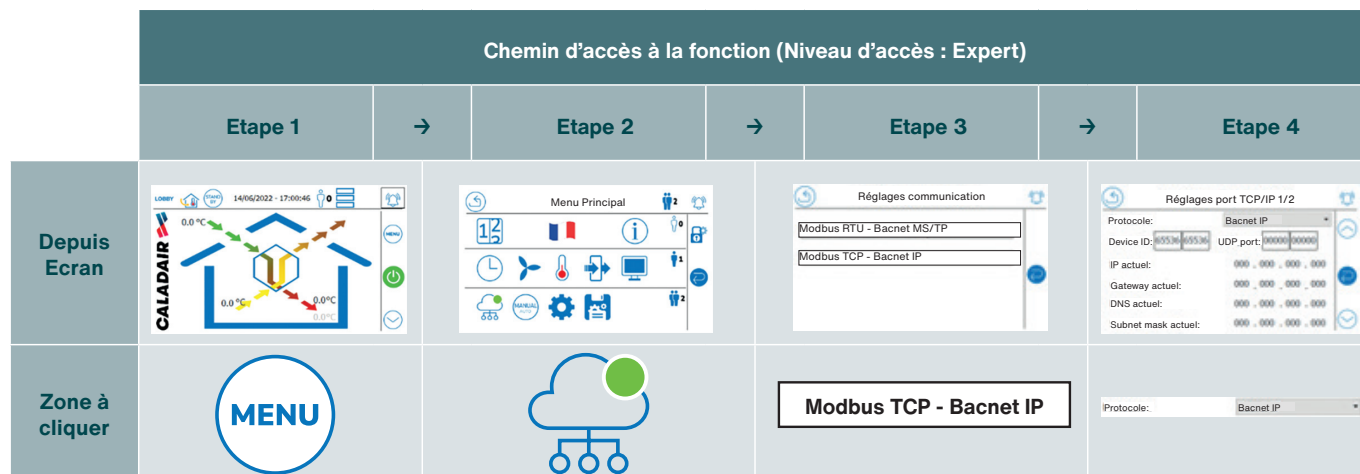 Chemin d'accès à la fonction (Niveau d'accès : Expert)
Etape 1 → Etape 2 → Etape 3 → Etape 4
Depuis
Ecran
LOBBY STAND BY 14/06/2022 - 17:00:46 0
CALADAIR
0.0 °C
0.0 °C
0.0°C
0.0°C
MENU
Menu Principal 2
12
i
0
1
MANUAL
AUTO
2
Réglages communication
Modbus RTU - Bacnet MS/TP
Modbus TCP - Bacnet IP
Réglages port TCP/IP 1/2
Protocole: Bacnet IP
Device ID: 65536 65536 UDP port: 00000 00000
IP actuel: 000 . 000 . 000 . 000
Gateway actuel: 000 . 000 . 000 . 000
DNS actuel: 000 . 000 . 000 . 000
Subnet mask actuel: 000 . 000 . 000 . 000
Zone à
cliquer
MENU
Modbus TCP - Bacnet IP
Protocole: Bacnet IP